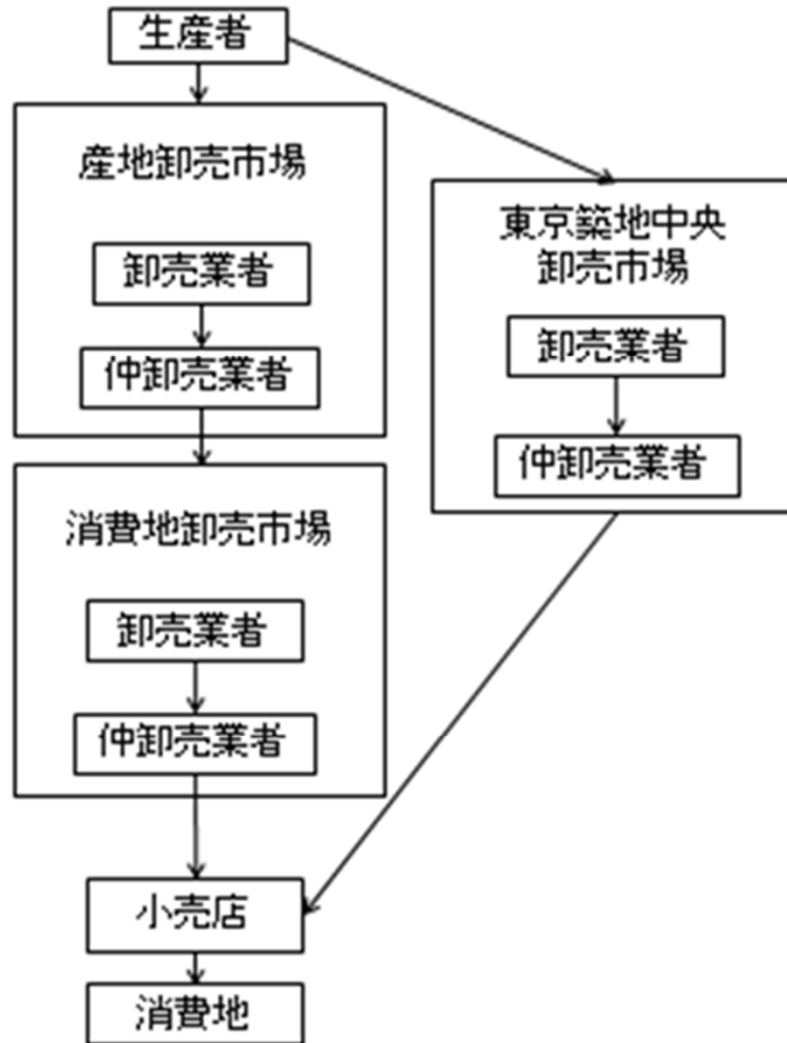 生産者
産地卸売市場
卸売業者
仲卸売業者
消費地卸売市場
卸売業者
仲卸売業者
東京築地中央
卸売市場
卸売業者
仲卸売業者
小売店
消費地